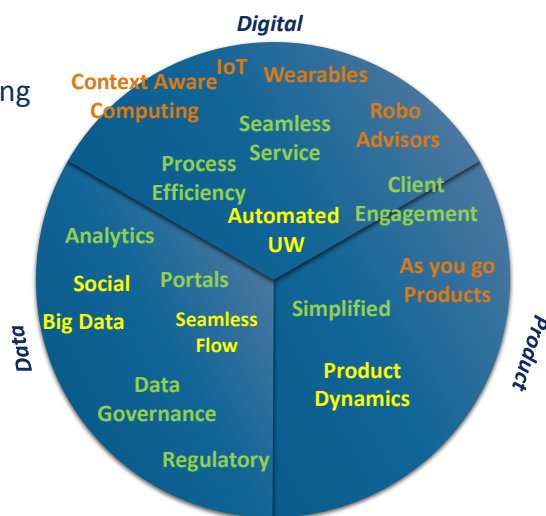 Digital
IoT
Wearables
Context Aware
Computing
ng
Robo
Advisors
Seamless
Service
Process
Efficiency
Client
Engagement
Automated
UW
Analytics
Social
Portals
Big Data
Seamless
Flow
Data
Governance
Regulatory
Data
As you go
Products
Simplified
Product
Dynamics
Product